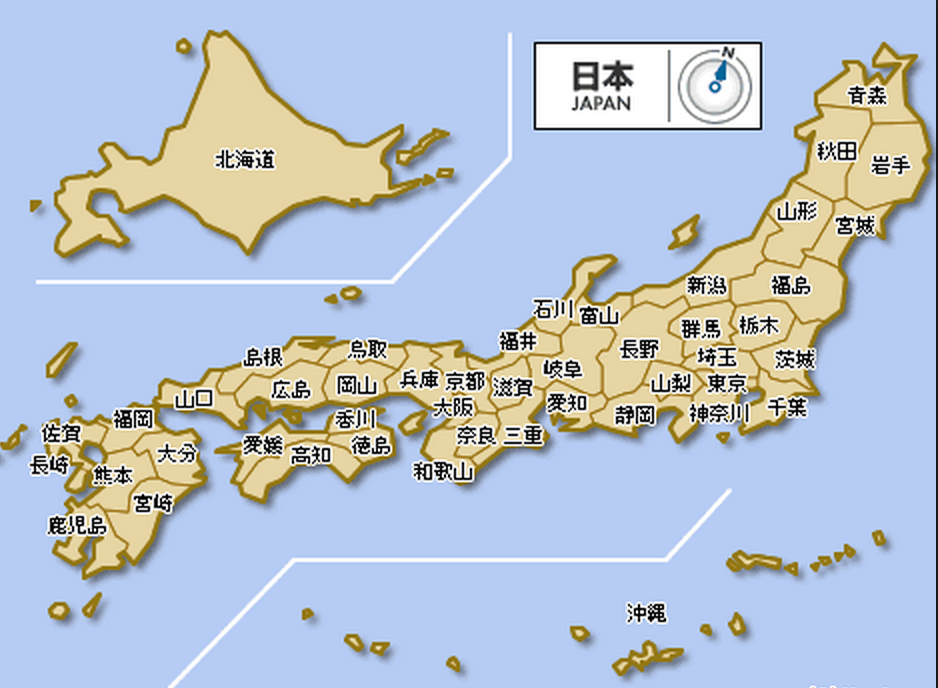 日本
JAPAN
N
北海道
青森
秋田
岩手
山形
宮城
新潟
福島
石川
富山
群馬
栃木
福井
長野
埼玉
茨城
島根
鳥取
岐阜
広島
岡山
兵庫
京都
滋賀
山梨
東京
山口
大阪
愛知
静岡
神奈川
千葉
福岡
香川
佐賀
奈良
三重
愛媛
高知
徳島
大分
長崎
熊本
和歌山
宮崎
鹿児島
沖縄